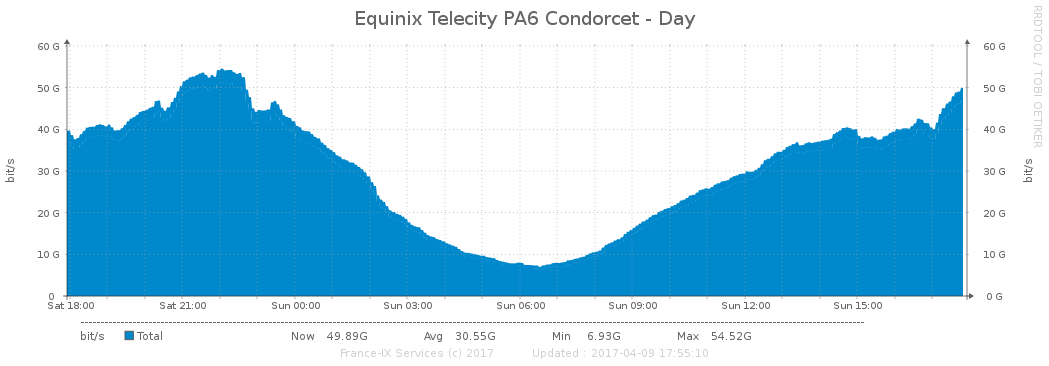 Equinix Telecity PA6 Condorcet - Day
RRDTOOL / TOBI OETIKER
bit/s
60 G
50 G
40 G
30 G
20 G
10 G
0
60 G
50 G
40 G
30 G
20 G
10 G
0 G
bit/s
Sat 18:00 Sat 21:00 Sun 00:00 Sun 03:00 Sun 06:00 Sun 09:00 Sun 12:00 Sun 15:00
bit/s Total Now 49.89G Avg 30.55G Min 6.93G Max 54.52G
France-IX Services (c) 2017 Updated : 2017-04-09 17:55:10